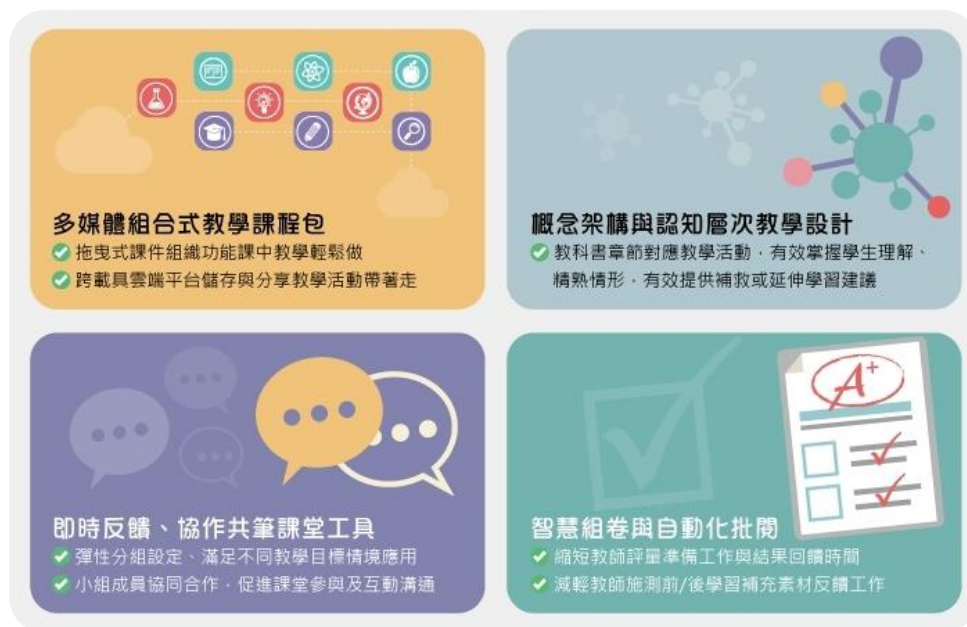 多媒體組合式教學課程包
拖曳式課件組織功能課中教學輕鬆做
跨載具雲端平台儲存與分享教學活動帶著走
概念架構與認知層次教學設計
教科書章節對應教學活動，有效掌握學生理解、
精熟情形，有效提供補救或延伸學習建議
即時反饋、協作共筆課堂工具
彈性分組設定、滿足不同教學目標情境應用
小組成員協同合作，促進課堂參與及互動溝通
智慧組卷與自動化批閱
縮短教師評量準備工作與結果回饋時間
減輕教師施測前/後學習補充素材反饋工作
A+